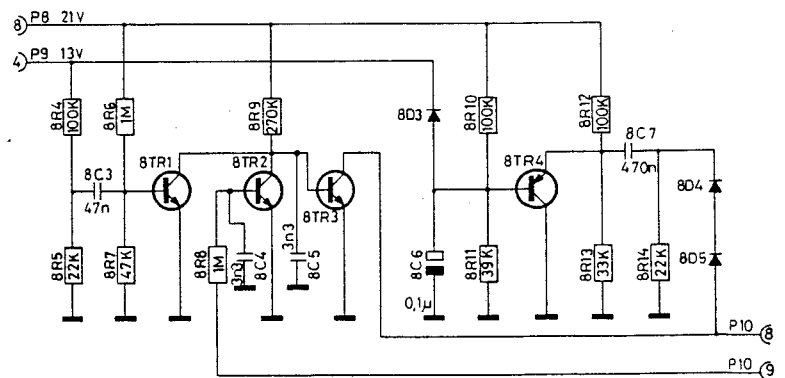 8 P8 21V
4 P9 13V
8R4 100K
8R6 1M
8R9 270K
8D3
8R10 100K
8R12 100K
8C7
470n
8TR1
8TR2
8TR3
8TR4
8C3
47n
8D4
8D5
8R5 22K
8R7 47K
8R8 1M
3n3 8C4
3n3 8C5
8C6
0,1µ
8R11 39K
8R13 33K
8R14 22K
P10 8
P10 9